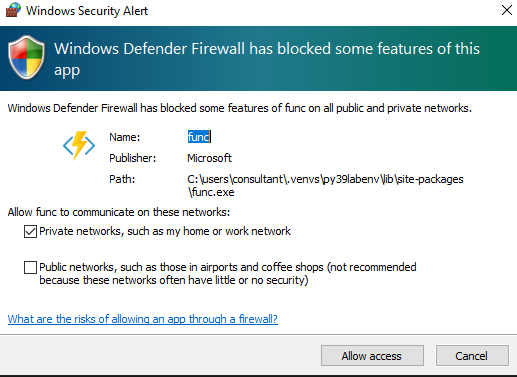 Windows Security Alert
Windows Defender Firewall has blocked some features of this
app
Windows Defender Firewall has blocked some features of func on all public and private networks.
Name: func
Publisher: Microsoft
Path: C:\users\consultant\.venvs\py39labenv\lib\site-packages
\func.exe
Allow func to communicate on these networks:
Private networks, such as my home or work network
Public networks, such as those in airports and coffee shops (not recommended
because these networks often have little or no security)
What are the risks of allowing an app through a firewall?
Allow access Cancel